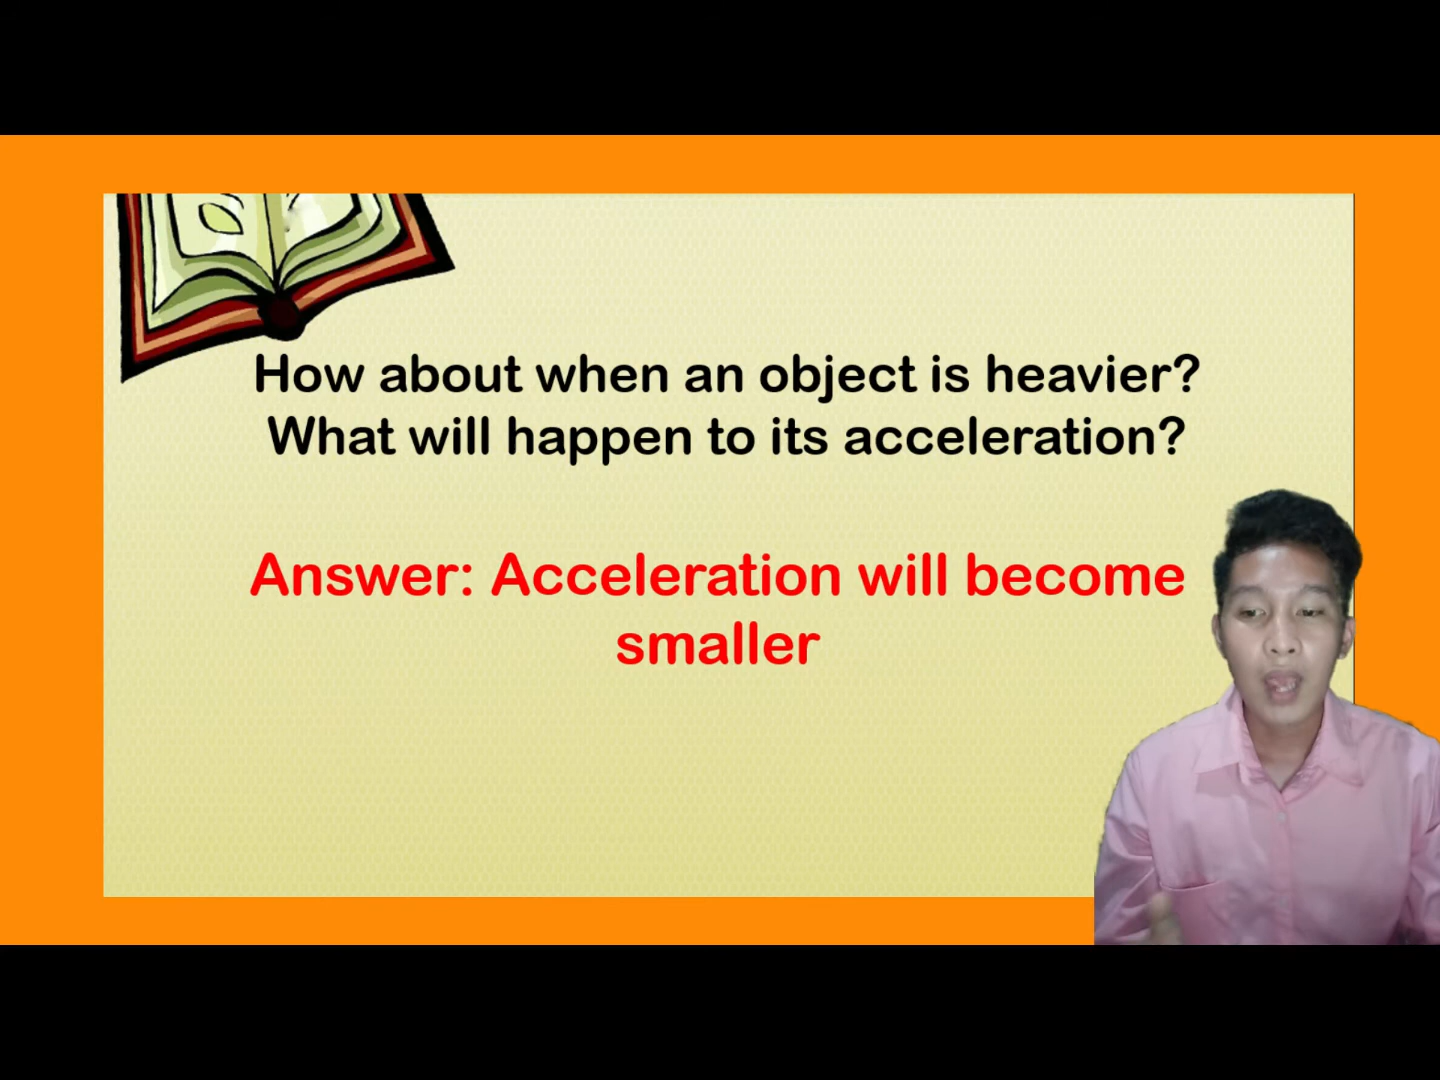 How about when an object is heavier?
What will happen to its acceleration?
Answer: Acceleration will become
smaller